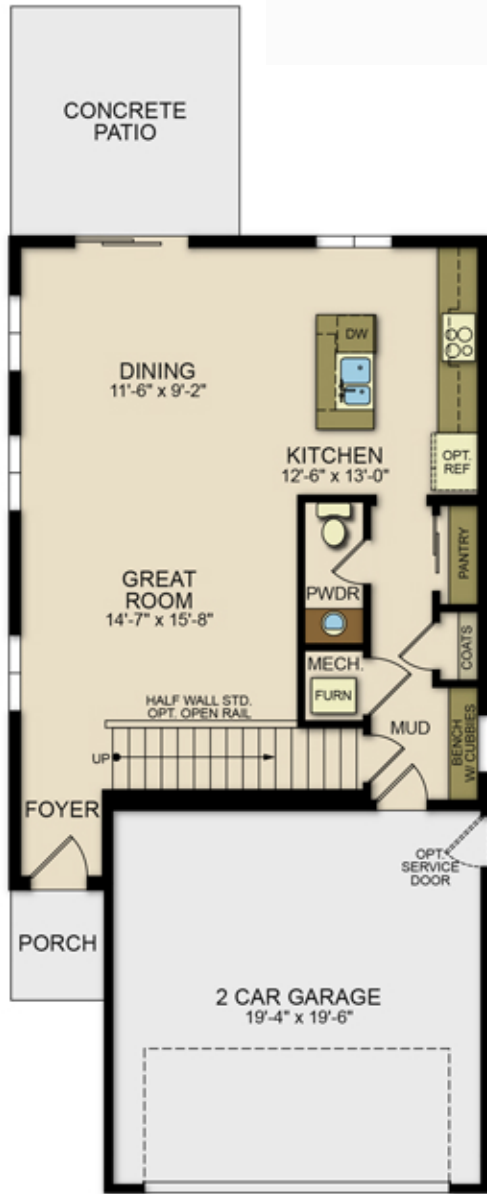 CONCRETE
PATIO
DW
DINING
11'-6" x 9'-2"
KITCHEN
12'-6" x 13'-0"
OPT.
REF
PANTRY
PWDR
GREAT
ROOM
14'-7" x 15'-8"
COATS
MECH.
FURN
HALF WALL STD.
OPT. OPEN RAIL
MUD
BENCH
W/ CUBBIES
UP
FOYER
OPT.
SERVICE
DOOR
PORCH
2 CAR GARAGE
19'-4" x 19'-6"